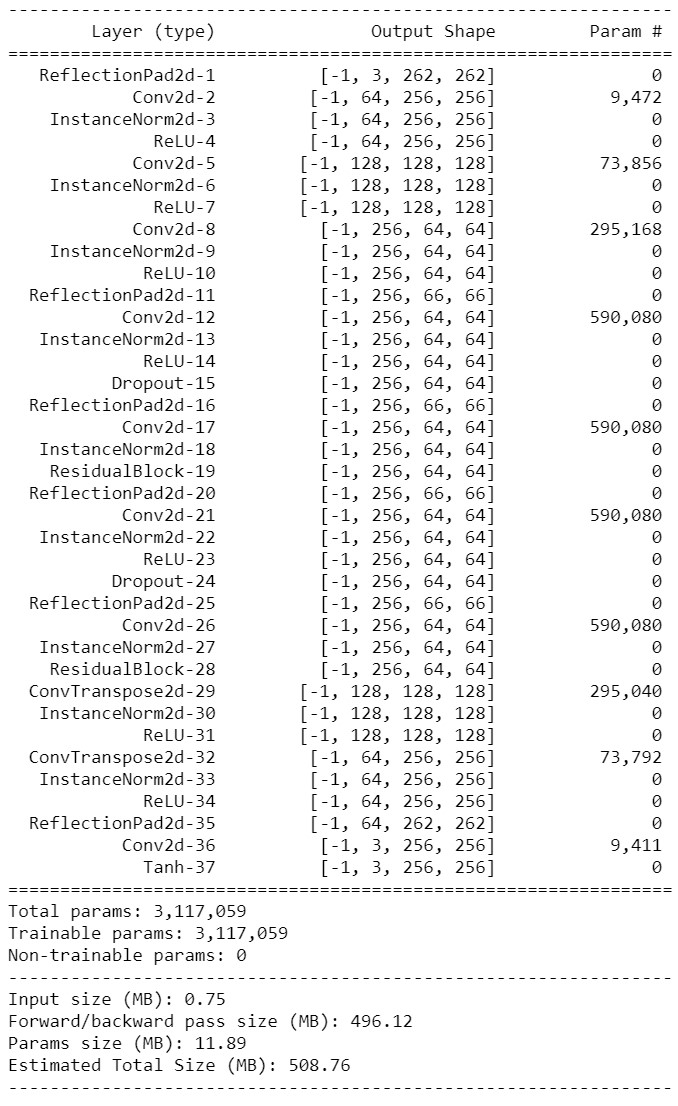 ----------------------------------------------------------------
Layer (type) Output Shape Param #
================================================================
ReflectionPad2d-1 [-1, 3, 262, 262] 0
Conv2d-2 [-1, 64, 256, 256] 9,472
InstanceNorm2d-3 [-1, 64, 256, 256] 0
ReLU-4 [-1, 64, 256, 256] 0
Conv2d-5 [-1, 128, 128, 128] 73,856
InstanceNorm2d-6 [-1, 128, 128, 128] 0
ReLU-7 [-1, 128, 128, 128] 0
Conv2d-8 [-1, 256, 64, 64] 295,168
InstanceNorm2d-9 [-1, 256, 64, 64] 0
ReLU-10 [-1, 256, 64, 64] 0
ReflectionPad2d-11 [-1, 256, 66, 66] 0
Conv2d-12 [-1, 256, 64, 64] 590,080
InstanceNorm2d-13 [-1, 256, 64, 64] 0
ReLU-14 [-1, 256, 64, 64] 0
Dropout-15 [-1, 256, 64, 64] 0
ReflectionPad2d-16 [-1, 256, 66, 66] 0
Conv2d-17 [-1, 256, 64, 64] 590,080
InstanceNorm2d-18 [-1, 256, 64, 64] 0
ResidualBlock-19 [-1, 256, 64, 64] 0
ReflectionPad2d-20 [-1, 256, 66, 66] 0
Conv2d-21 [-1, 256, 64, 64] 590,080
InstanceNorm2d-22 [-1, 256, 64, 64] 0
ReLU-23 [-1, 256, 64, 64] 0
Dropout-24 [-1, 256, 64, 64] 0
ReflectionPad2d-25 [-1, 256, 66, 66] 0
Conv2d-26 [-1, 256, 64, 64] 590,080
InstanceNorm2d-27 [-1, 256, 64, 64] 0
ResidualBlock-28 [-1, 256, 64, 64] 0
ConvTranspose2d-29 [-1, 128, 128, 128] 295,040
InstanceNorm2d-30 [-1, 128, 128, 128] 0
ReLU-31 [-1, 128, 128, 128] 0
ConvTranspose2d-32 [-1, 64, 256, 256] 73,792
InstanceNorm2d-33 [-1, 64, 256, 256] 0
ReLU-34 [-1, 64, 256, 256] 0
ReflectionPad2d-35 [-1, 64, 262, 262] 0
Conv2d-36 [-1, 3, 256, 256] 9,411
Tanh-37 [-1, 3, 256, 256] 0
================================================================
Total params: 3,117,059
Trainable params: 3,117,059
Non-trainable params: 0
----------------------------------------------------------------
Input size (MB): 0.75
Forward/backward pass size (MB): 496.12
Params size (MB): 11.89
Estimated Total Size (MB): 508.76
----------------------------------------------------------------